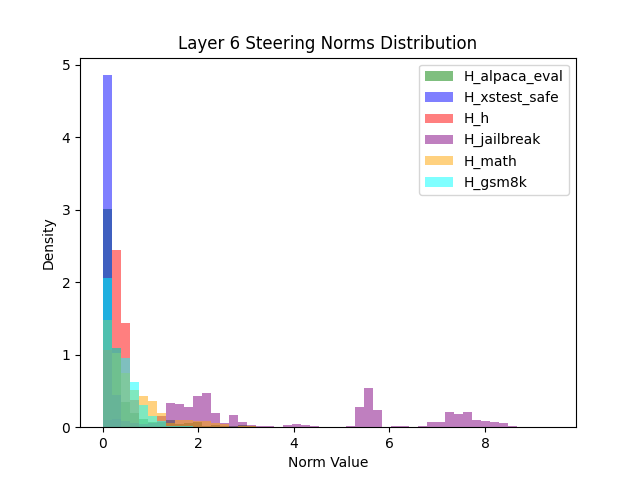 Layer 6 Steering Norms Distribution
H_alpaca_eval
H_xstest_safe
H_h
H_jailbreak
H_math
H_gsm8k
5
4
3
2
1
0
Density
0 2 4 6 8
Norm Value